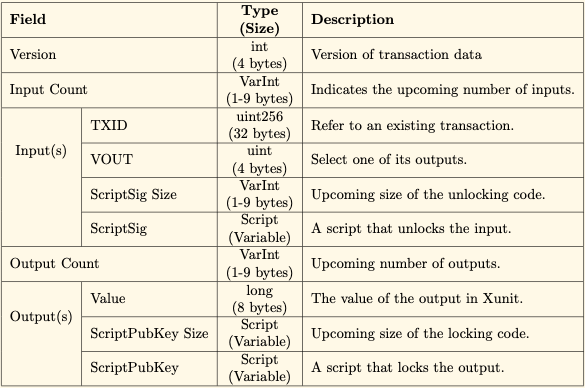 Field Type (Size) Description
Version int (4 bytes) Version of transaction data
Input Count VarInt (1-9 bytes) Indicates the upcoming number of inputs.
Input(s) TXID uint256 (32 bytes) Refer to an existing transaction.
VOUT uint (4 bytes) Select one of its outputs.
ScriptSig Size VarInt (1-9 bytes) Upcoming size of the unlocking code.
ScriptSig Script (Variable) A script that unlocks the input.
Output Count VarInt (1-9 bytes) Upcoming number of outputs.
Output(s) Value long (8 bytes) The value of the output in Xunit.
ScriptPubKey Size Script (Variable) Upcoming size of the locking code.
ScriptPubKey Script (Variable) A script that locks the output.